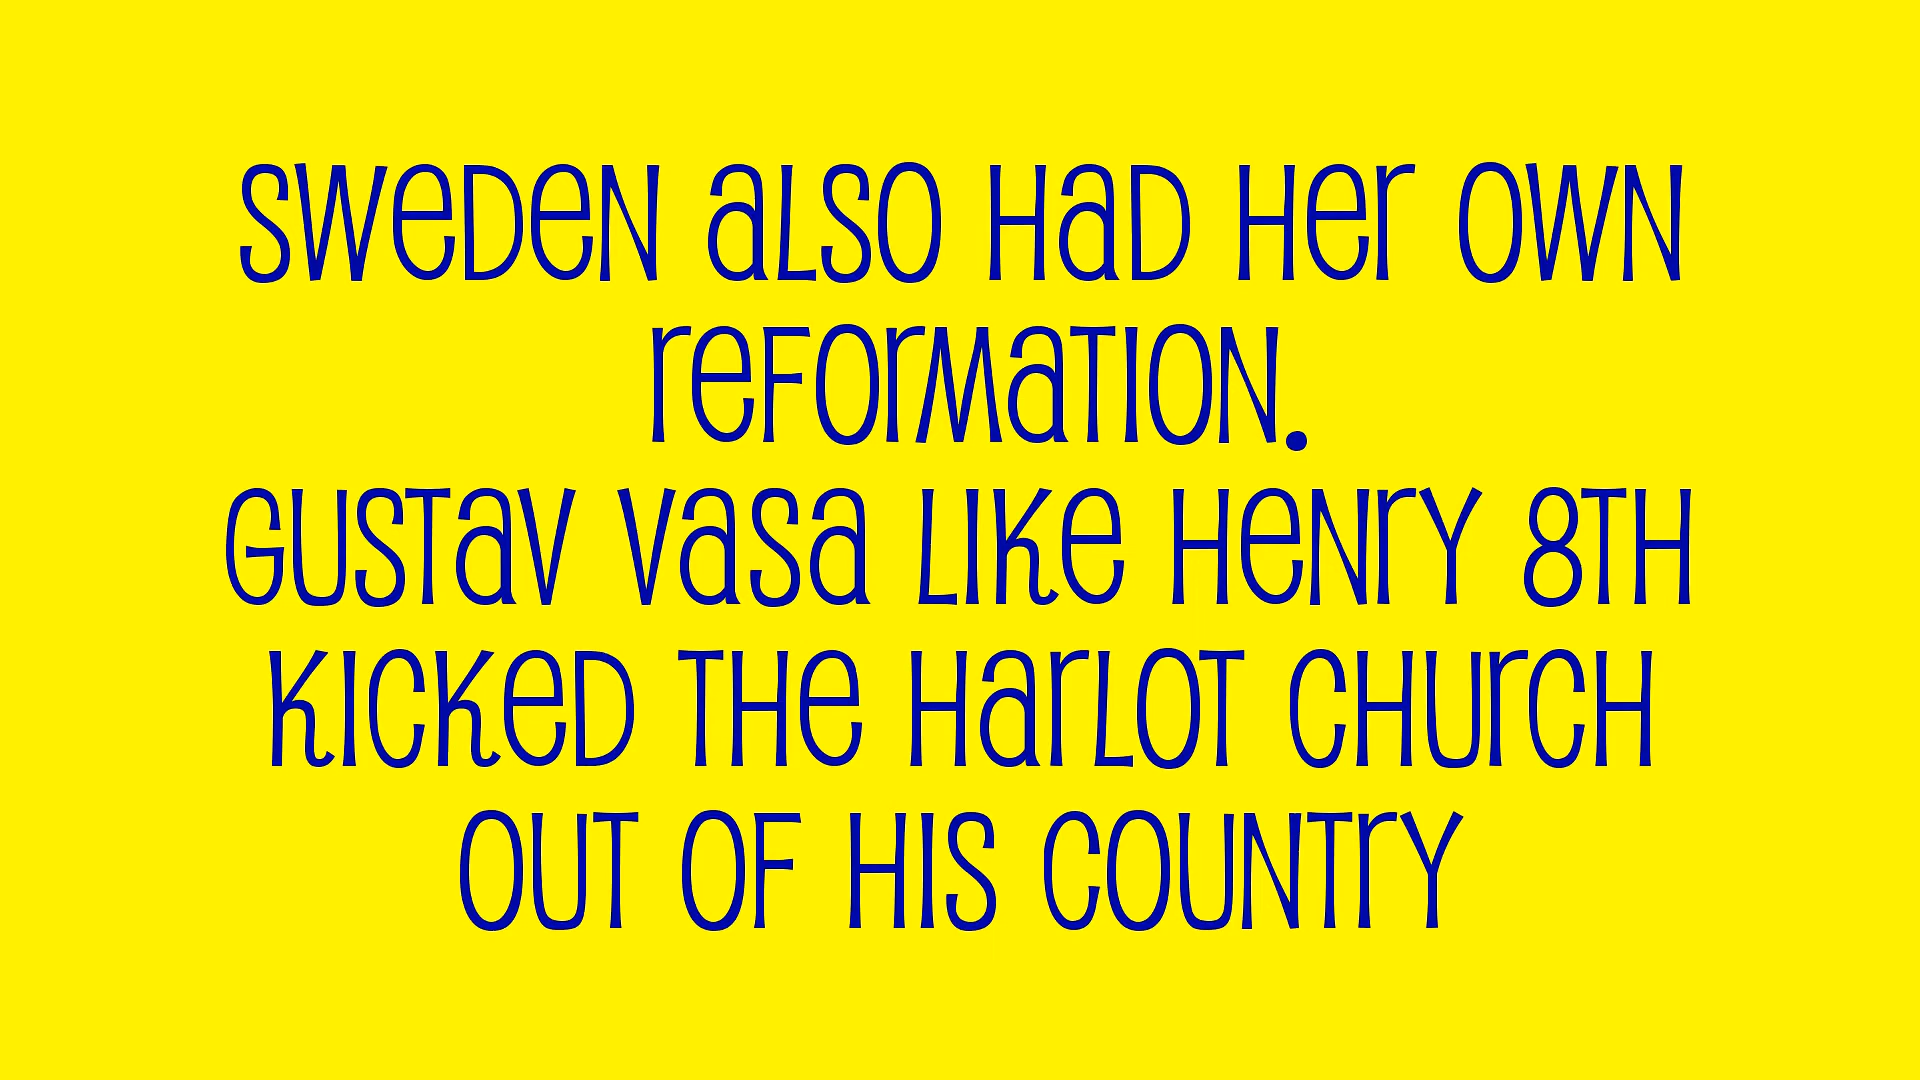 Sweden also had her own
reformation.
Gustav Vasa like Henry 8th
kicked the harlot church
out of his country